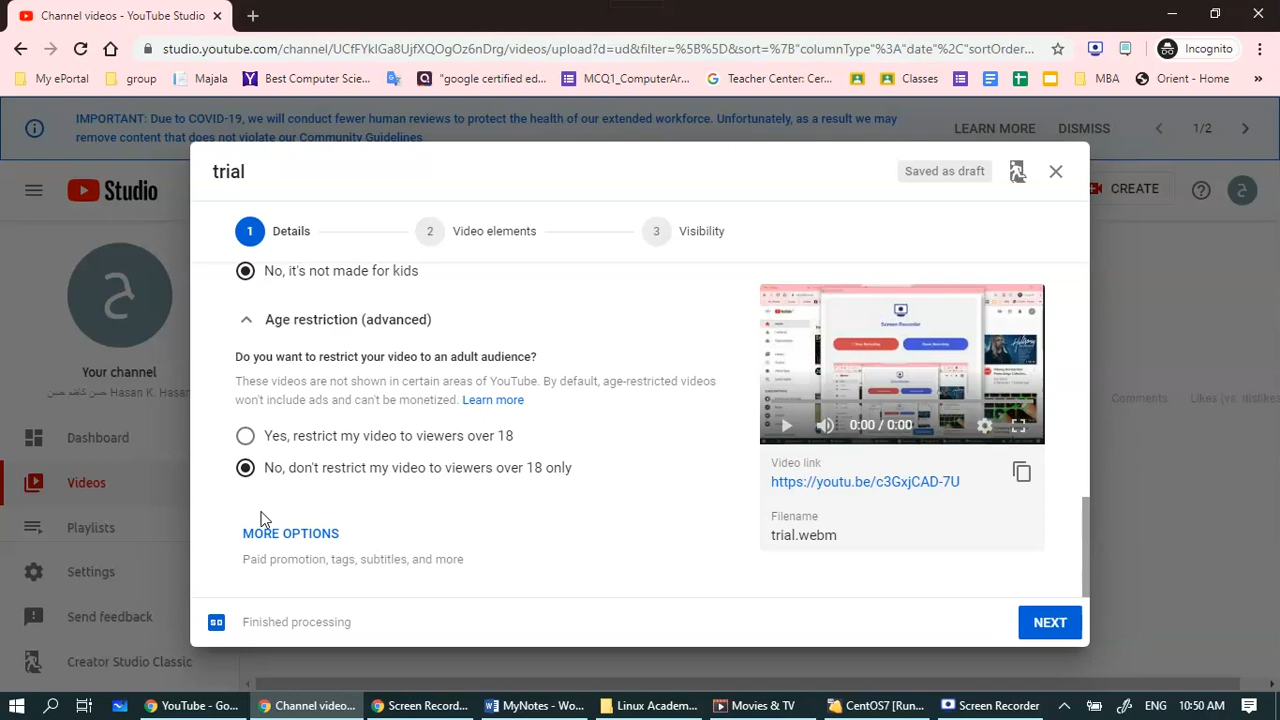 Channel videos - YouTube Studio
studio.youtube.com/channel/UCfFYkIGa8UjfXQOgOz6nDrg/videos/upload?d=ud&filter=%5B%5D&sort=%7B"columnType"%3A"date"%2C"sortOrder...
Incognito
My ePortal
group
Majala
Best Computer Scie...
"google certified ed...
MCQ1_ComputerAr...
Teacher Center: Cer...
Classes
MBA
Orient - Home
»
IMPORTANT: Due to COVID-19, we will conduct fewer human reviews to protect the health of our extended workforce. Unfortunately, as a result we may
remove content that does not violate our Community Guidelines
LEARN MORE
DISMISS
1/2
Studio
CREATE
trial
Saved as draft
1 Details
2 Video elements
3 Visibility
No, it's not made for kids
Age restriction (advanced)
Do you want to restrict your video to an adult audience?
These videos are not shown in certain areas of YouTube. By default, age-restricted videos
won't include ads and can't be monetized. Learn more
Yes, restrict my video to viewers over 18
No, don't restrict my video to viewers over 18 only
MORE OPTIONS
Paid promotion, tags, subtitles, and more
Screen Recorder
0:00 / 0:00
Video link
https://youtu.be/c3GxjCAD-7U
Filename
trial.webm
Finished processing
NEXT
Your channel
Hasan K. Hasan
Dashboard
Videos
Playlists
Settings
Send feedback
Creator Studio Classic
Comments
Likes (vs. dislikes
YouTube - Go...
Channel video...
Screen Record...
MyNotes - Wo...
Linux Academ...
Movies & TV
CentOS7 [Run...
Screen Recorder
ENG
10:50 AM